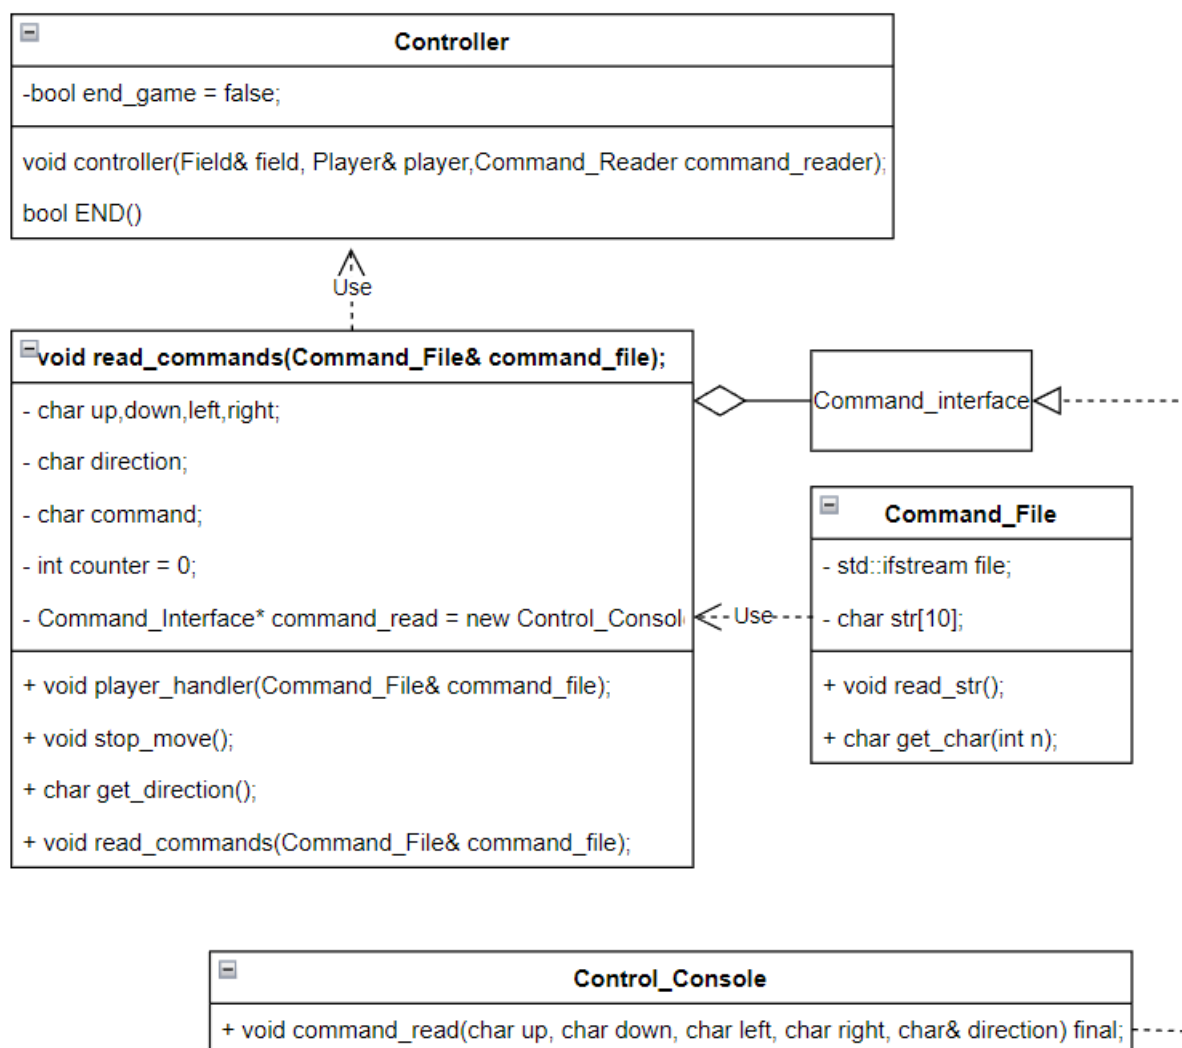 Controller
-bool end_game = false;
void controller(Field& field, Player& player,Command_Reader command_reader);
bool END()
Use
void read_commands(Command_File& command_file);
- char up,down,left,right;
- char direction;
- char command;
- int counter = 0;
- Command_Interface* command_read = new Control_Consol
+ void player_handler(Command_File& command_file);
+ void stop_move();
+ char get_direction();
+ void read_commands(Command_File& command_file);
Command_interface
Use
Command_File
- std::ifstream file;
- char str[10];
+ void read_str();
+ char get_char(int n);
Control_Console
+ void command_read(char up, char down, char left, char right, char& direction) final;